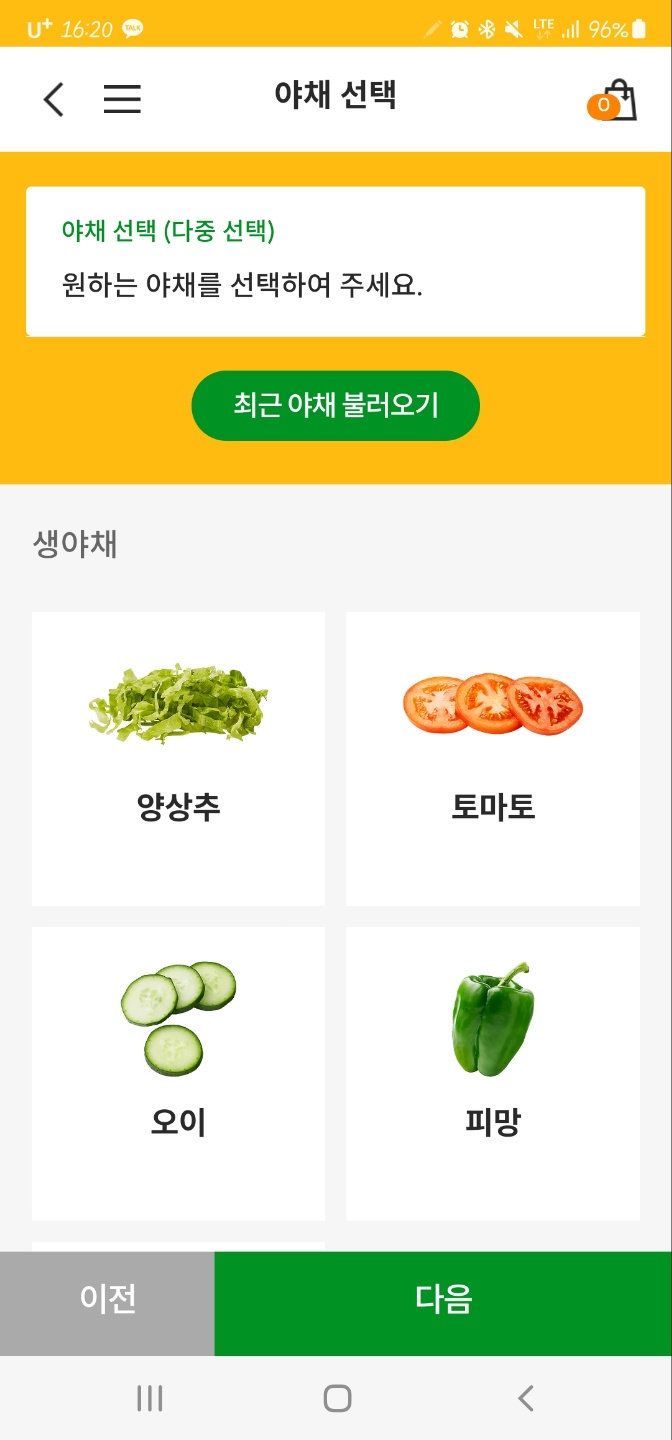 U+ 16:20 TALK LTE 96%
야채 선택
0
야채 선택 (다중 선택)
원하는 야채를 선택하여 주세요.
최근 야채 불러오기
생야채
양상추 토마토
오이 피망
이전 다음